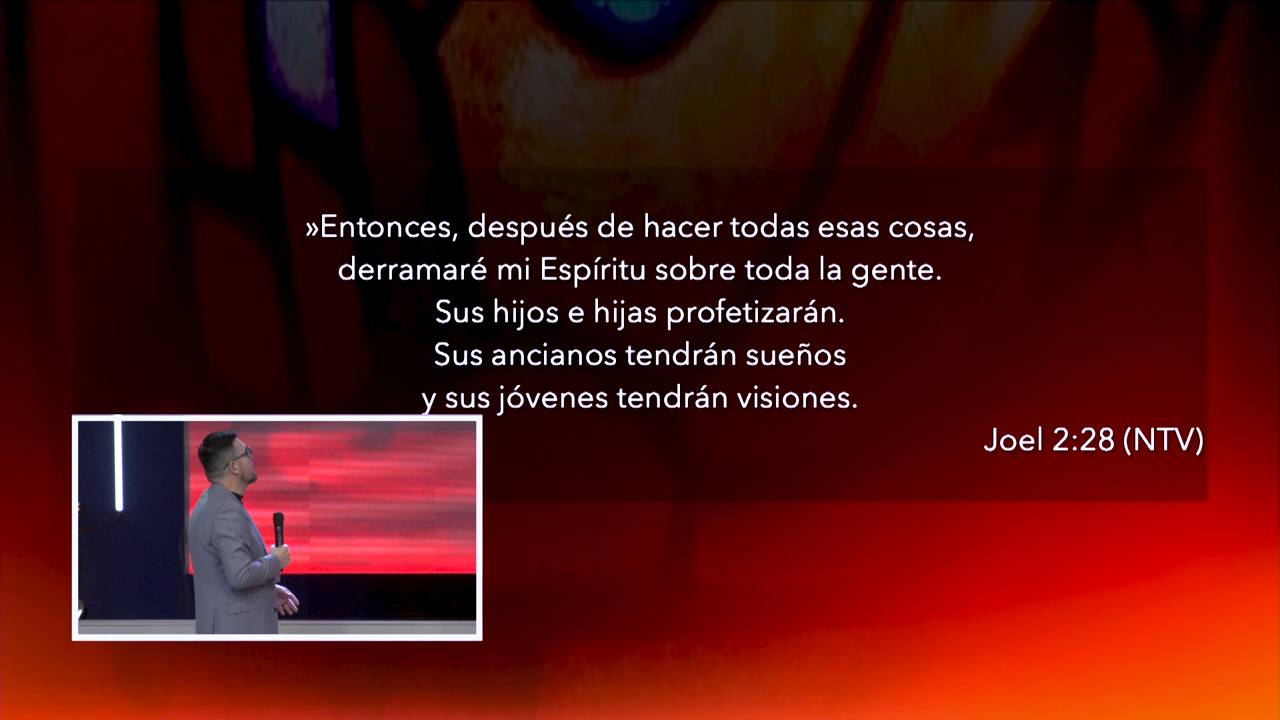 »Entonces, después de hacer todas esas cosas,
derramaré mi Espíritu sobre toda la gente.
Sus hijos e hijas profetizarán.
Sus ancianos tendrán sueños
y sus jóvenes tendrán visiones.
Joel 2:28 (NTV)